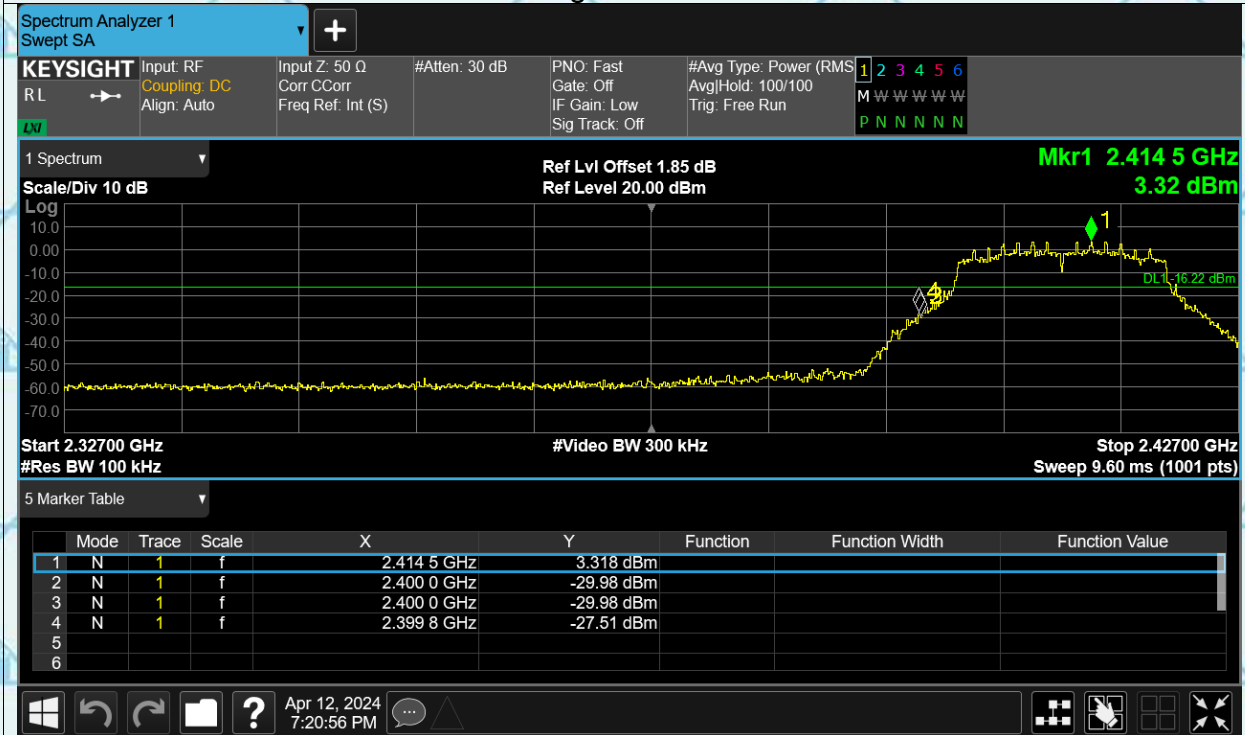 Spectrum Analyzer 1
Swept SA
+
KEYSIGHT
R L
LXI
Input: RF
Coupling: DC
Align: Auto
Input Z: 50 Ω
Corr CCorr
Freq Ref: Int (S)
#Atten: 30 dB
PNO: Fast
Gate: Off
IF Gain: Low
Sig Track: Off
#Avg Type: Power (RMS
Avg|Hold: 100/100
Trig: Free Run
1 2 3 4 5 6
M W W W W W
P N N N N N
1 Spectrum
Scale/Div 10 dB
Ref Lvl Offset 1.85 dB
Ref Level 20.00 dBm
Mkr1 2.414 5 GHz
3.32 dBm
Log
10.0
0.00
-10.0
-20.0
-30.0
-40.0
-50.0
-60.0
-70.0
1
DL1 -16.22 dBm
Start 2.32700 GHz
#Res BW 100 kHz
#Video BW 300 kHz
Stop 2.42700 GHz
Sweep 9.60 ms (1001 pts)
5 Marker Table
Mode Trace Scale X Y Function Function Width Function Value
1 N 1 f 2.414 5 GHz 3.318 dBm
2 N 1 f 2.400 0 GHz -29.98 dBm
3 N 1 f 2.400 0 GHz -29.98 dBm
4 N 1 f 2.399 8 GHz -27.51 dBm
5
6
?
Apr 12, 2024
7:20:56 PM